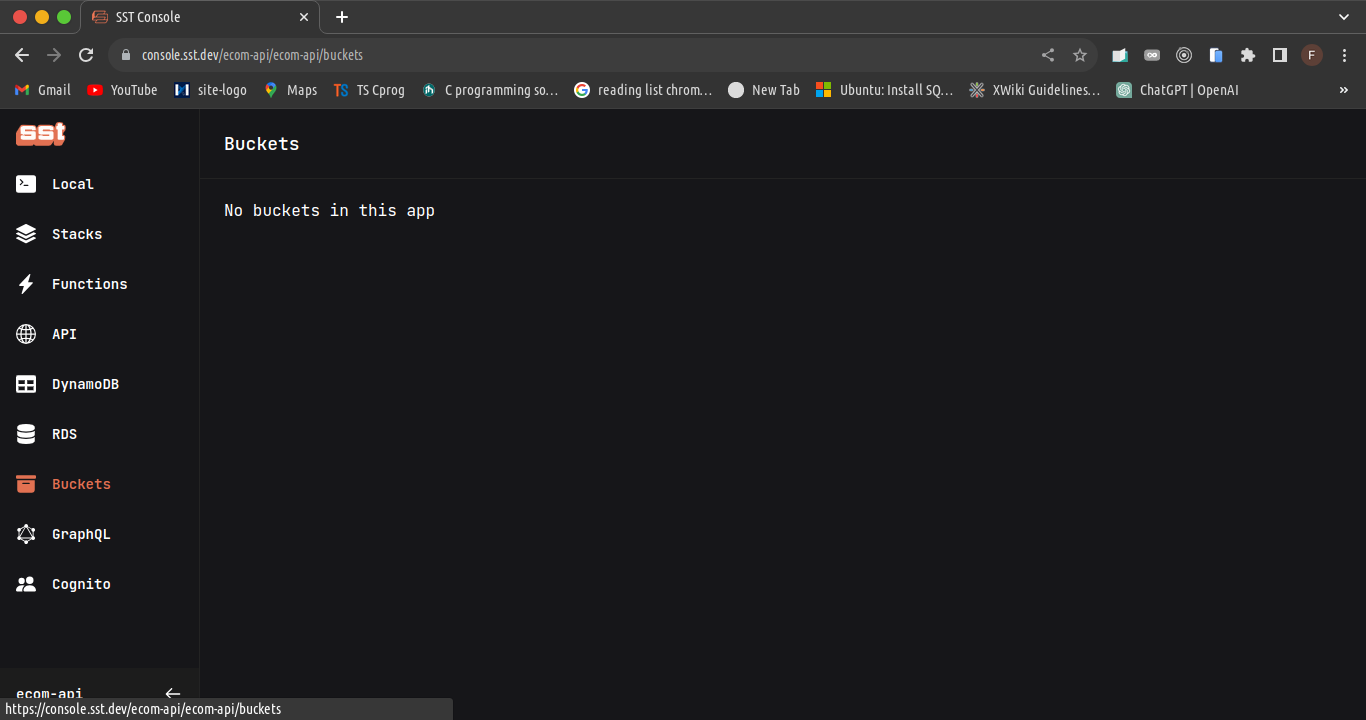 SST Console
console.sst.dev/ecom-api/ecom-api/buckets
F
Gmail
YouTube
site-logo
Maps
TS Cprog
C programming so…
reading list chrom…
New Tab
Ubuntu: Install SQ…
XWiki Guidelines…
ChatGPT | OpenAI
»
sst
Local
Stacks
Functions
API
DynamoDB
RDS
Buckets
GraphQL
Cognito
Buckets
No buckets in this app
ecom-api
https://console.sst.dev/ecom-api/ecom-api/buckets